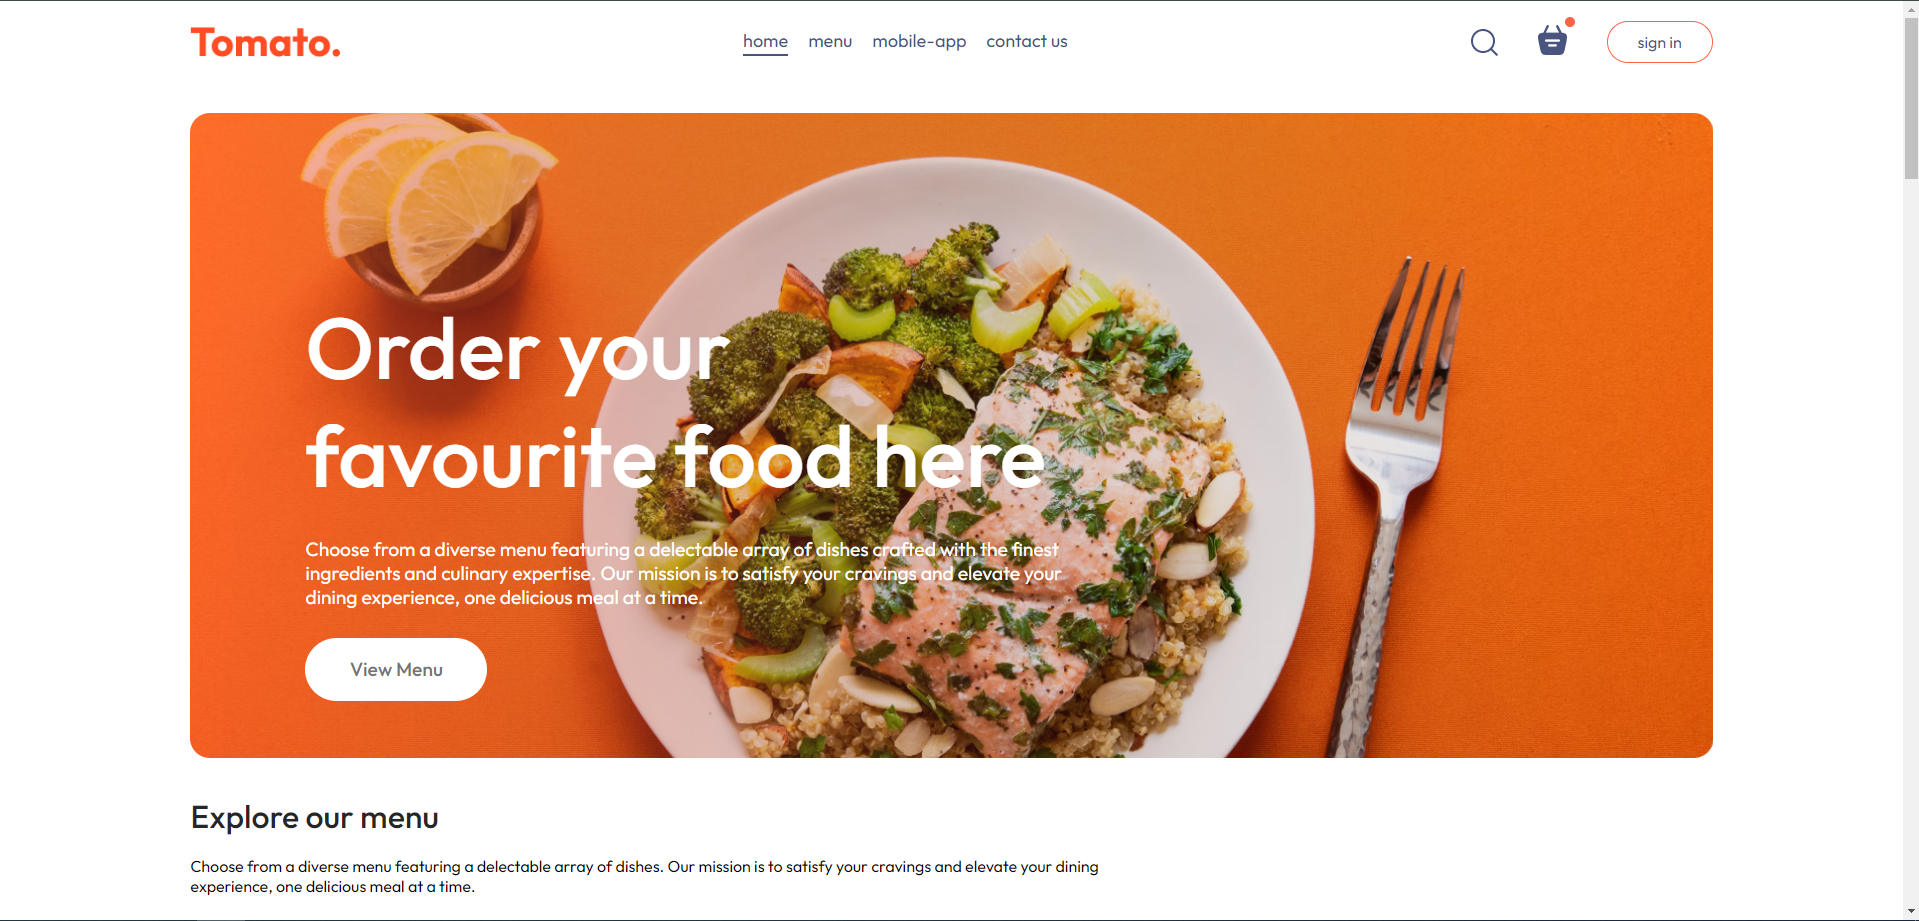 Tomato.
home menu mobile-app contact us
sign in
Order your
favourite food here
Choose from a diverse menu featuring a delectable array of dishes crafted with the finest
ingredients and culinary expertise. Our mission is to satisfy your cravings and elevate your
dining experience, one delicious meal at a time.
View Menu
Explore our menu
Choose from a diverse menu featuring a delectable array of dishes. Our mission is to satisfy your cravings and elevate your dining
experience, one delicious meal at a time.